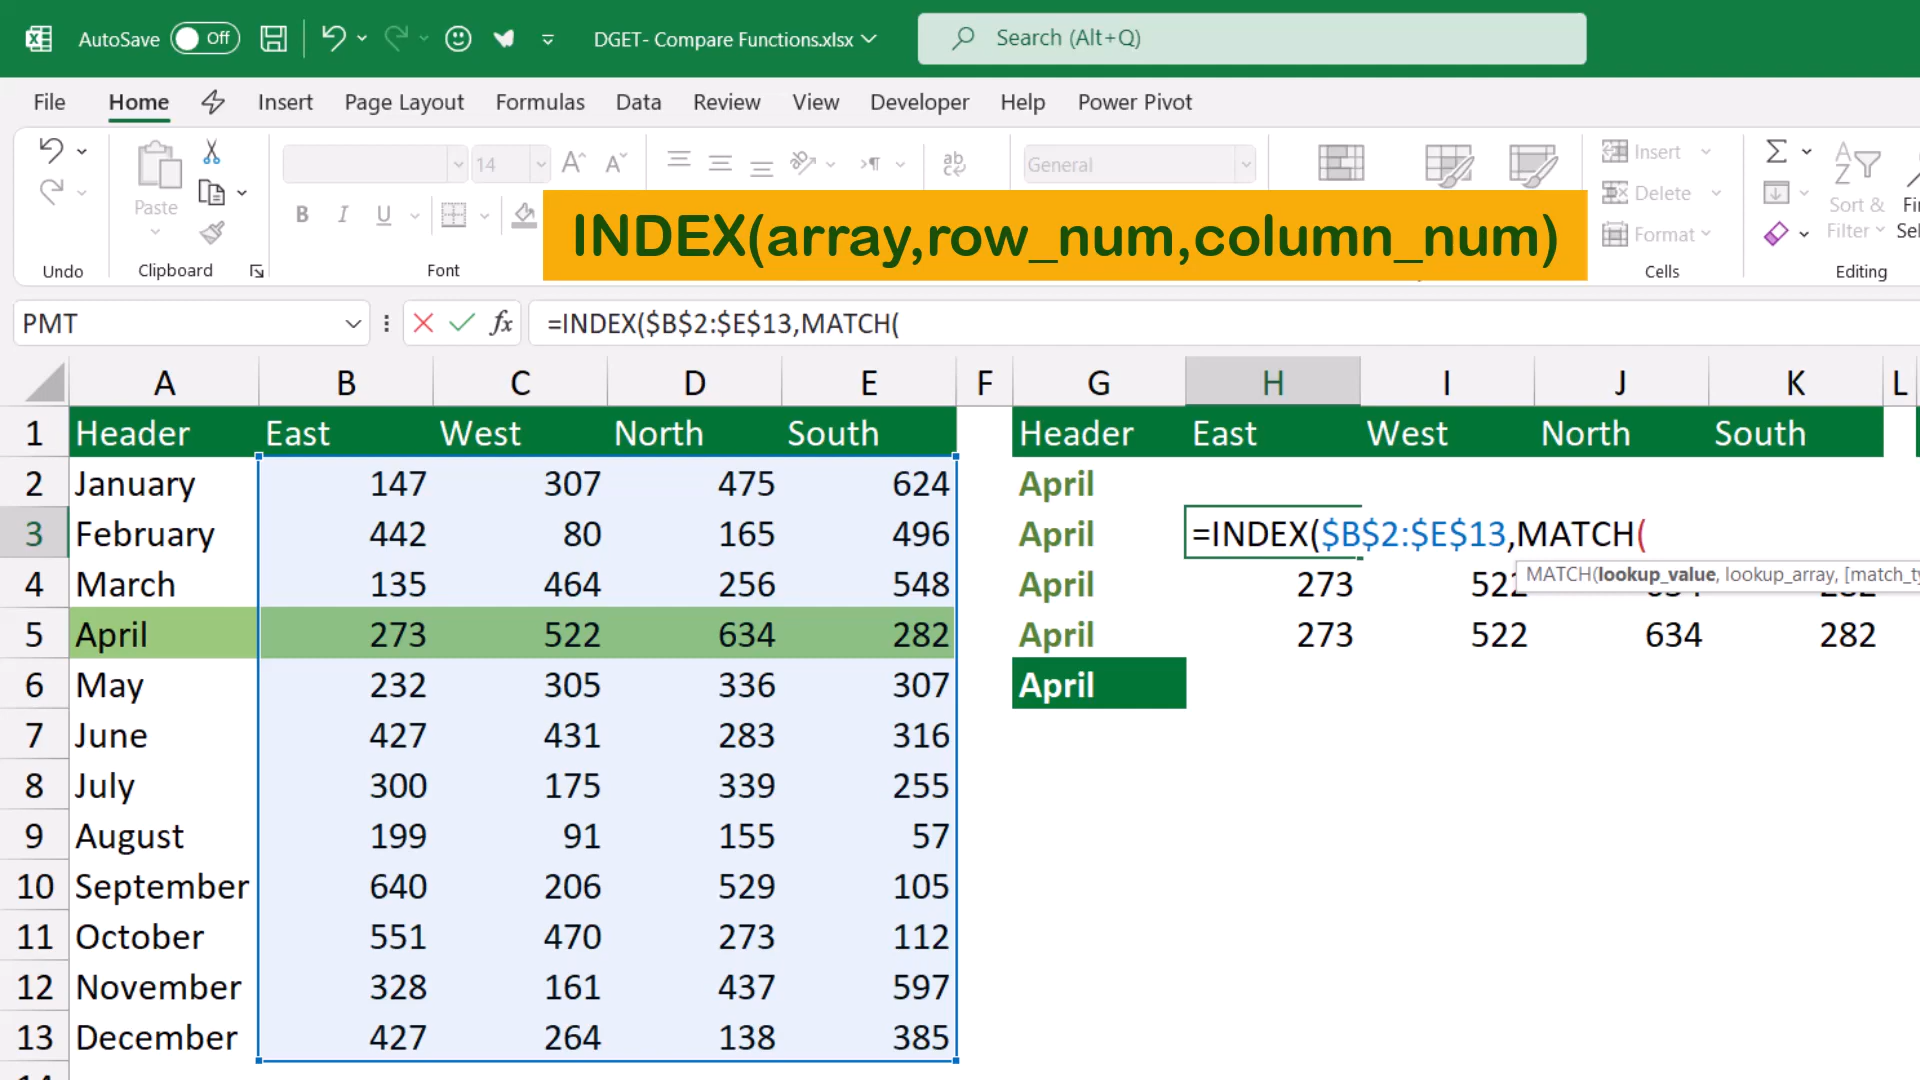 AutoSave Off DGET- Compare Functions.xlsx Search (Alt+Q)
File Home Insert Page Layout Formulas Data Review View Developer Help Power Pivot
14 General Insert
Paste Delete Sort &
Format Filter
B I U
INDEX(array,row_num,column_num)
Undo Clipboard Font Cells Editing
PMT fx =INDEX($B$2:$E$13,MATCH(
A B C D E F G H I J K L
1 Header East West North South Header East West North South
2 January 147 307 475 624 April
3 February 442 80 165 496 April =INDEX($B$2:$E$13,MATCH(
MATCH(lookup_value, lookup_array, [match_ty
4 March 135 464 256 548 April 273 522
5 April 273 522 634 282 April 273 522 634 282
6 May 232 305 336 307 April
7 June 427 431 283 316
8 July 300 175 339 255
9 August 199 91 155 57
10 September 640 206 529 105
11 October 551 470 273 112
12 November 328 161 437 597
13 December 427 264 138 385